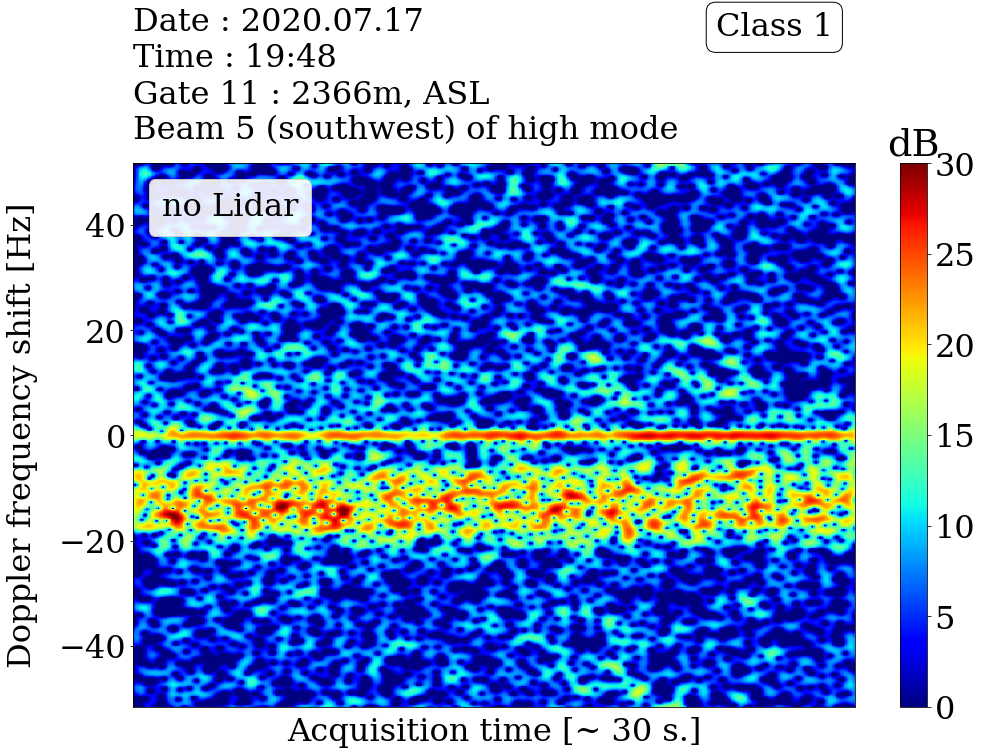 Date : 2020.07.17
Time : 19:48
Gate 11 : 2366m, ASL
Beam 5 (southwest) of high mode
Class 1
dB
no Lidar
Doppler frequency shift [Hz]
40
20
0
−20
−40
Acquisition time [~ 30 s.]
30
25
20
15
10
5
0